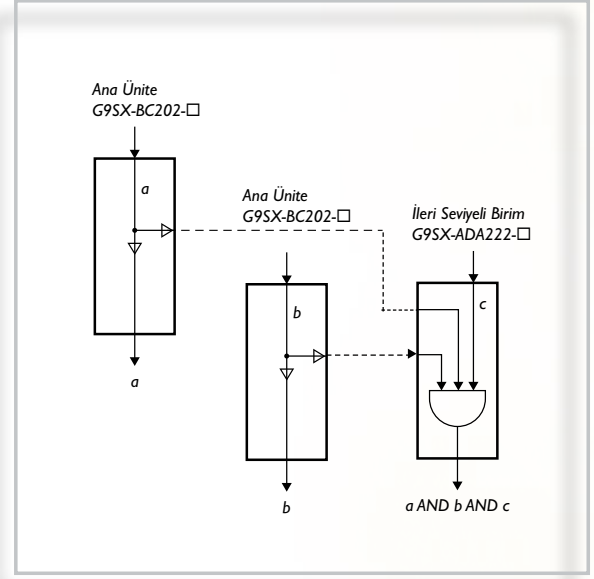 Ana Ünite
G9SX-BC202-□
a
a
Ana Ünite
G9SX-BC202-□
b
b
İleri Seviyeli Birim
G9SX-ADA222-□
c
a AND b AND c